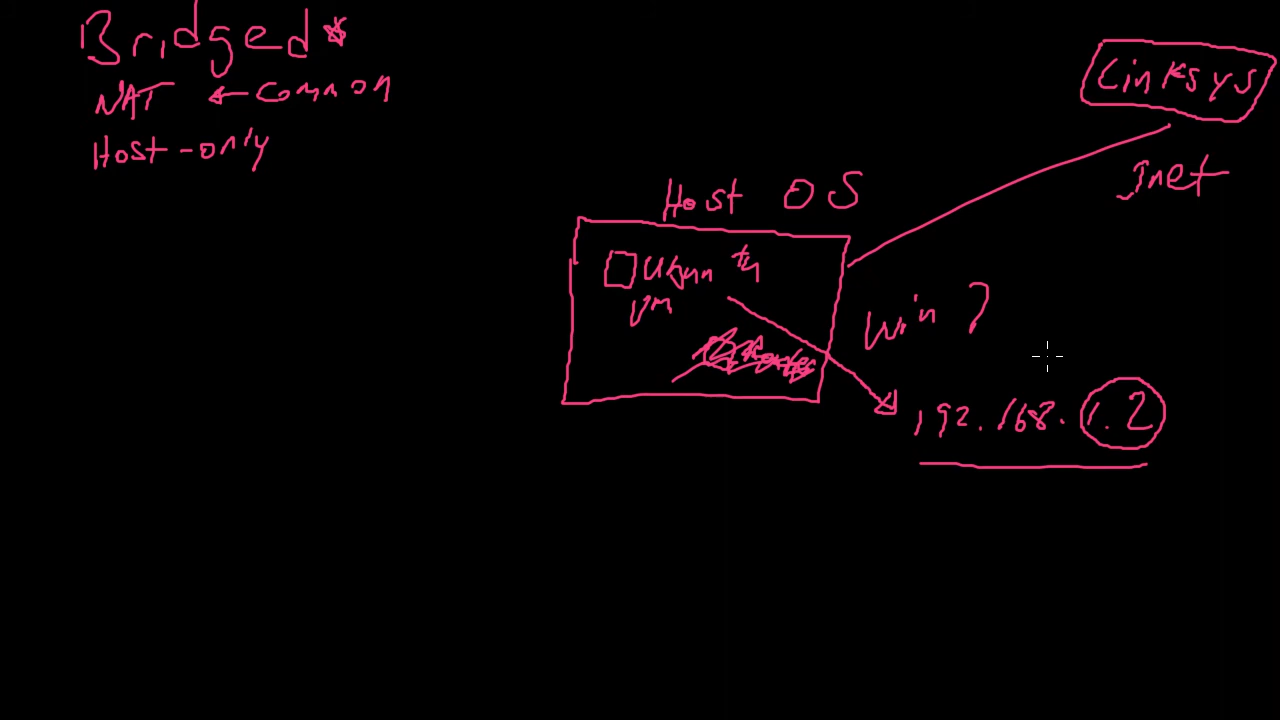 Bridged*
NAT ← common
Host-only
Linksys
Inet
Host OS
Ubuntu
VM
Win 7
192.168.1.2